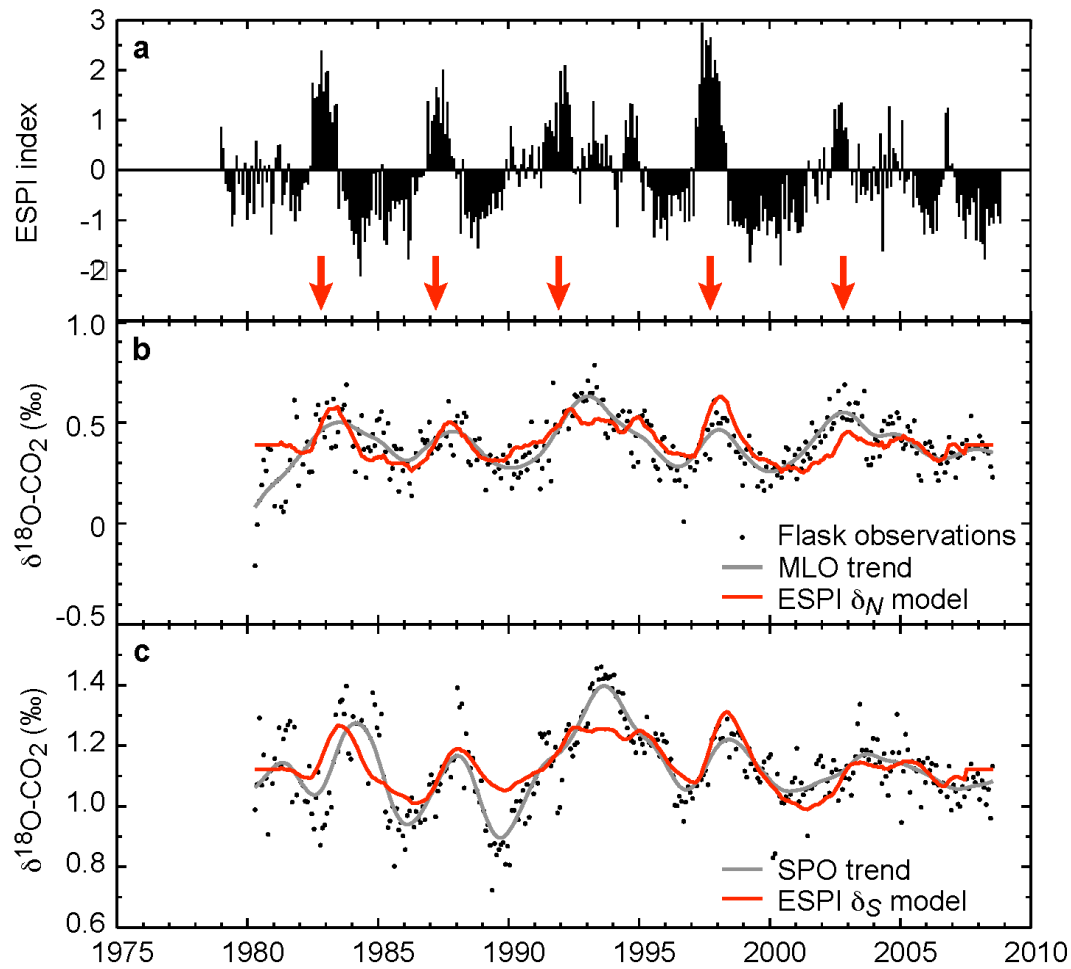 a
ESPI index
3
2
1
0
-1
-2
b
δ18O-CO2 (‰)
1.0
0.5
0
-0.5
Flask observations
MLO trend
ESPI δN model
c
δ18O-CO2 (‰)
1.4
1.2
1.0
0.8
0.6
SPO trend
ESPI δS model
1975 1980 1985 1990 1995 2000 2005 2010